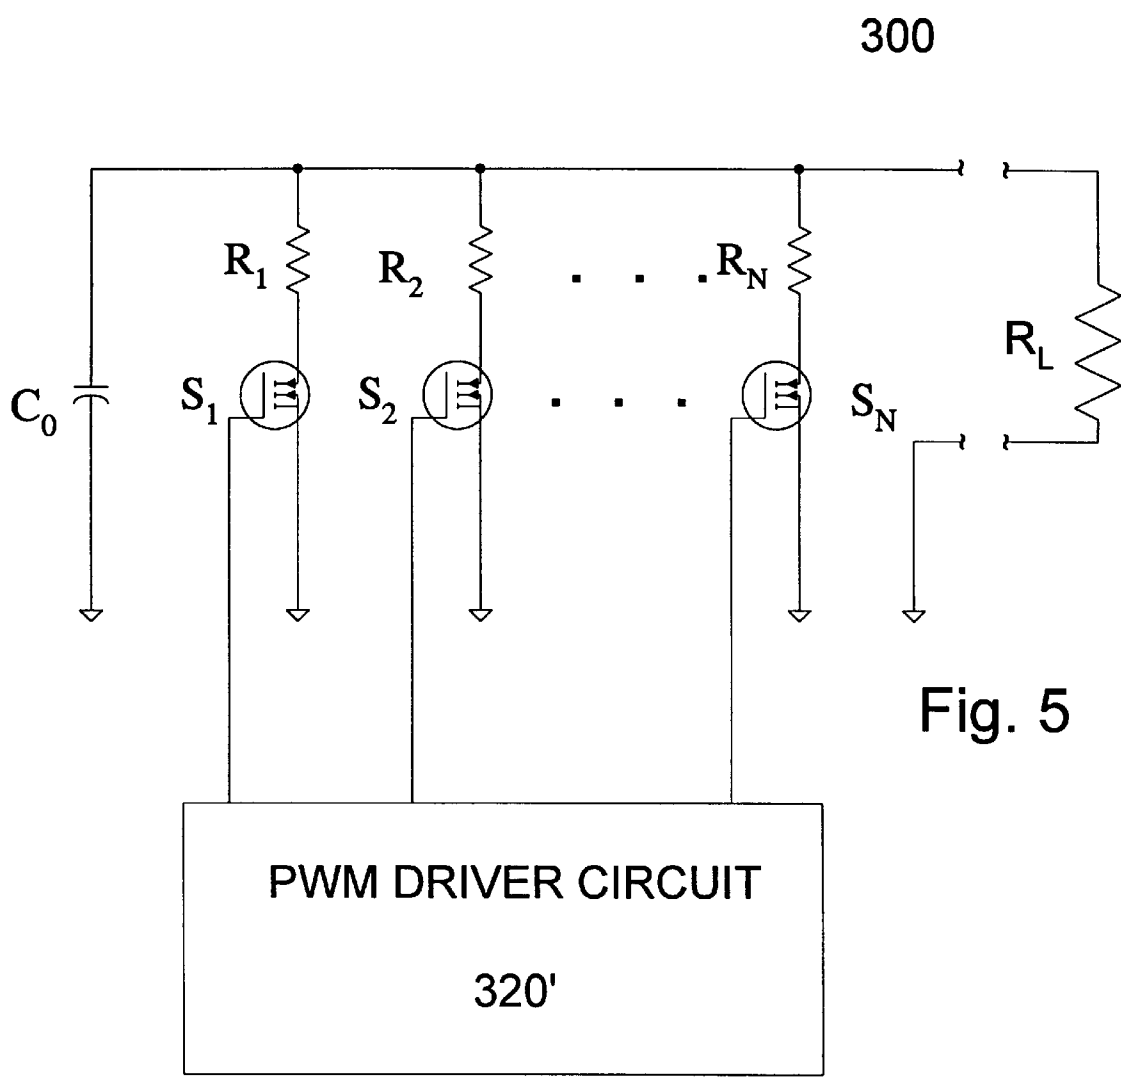 300
R1
R2
. . .
RN
RL
C0
S1
S2
. . .
SN
Fig. 5
PWM DRIVER CIRCUIT
320'